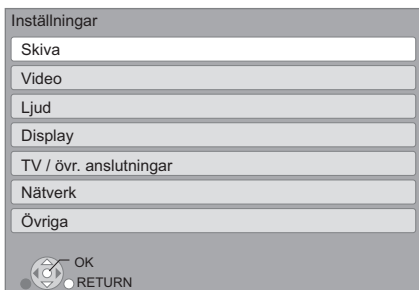 Inställningar
Skiva
Video
Ljud
Display
TV / övr. anslutningar
Nätverk
Övriga
OK
RETURN